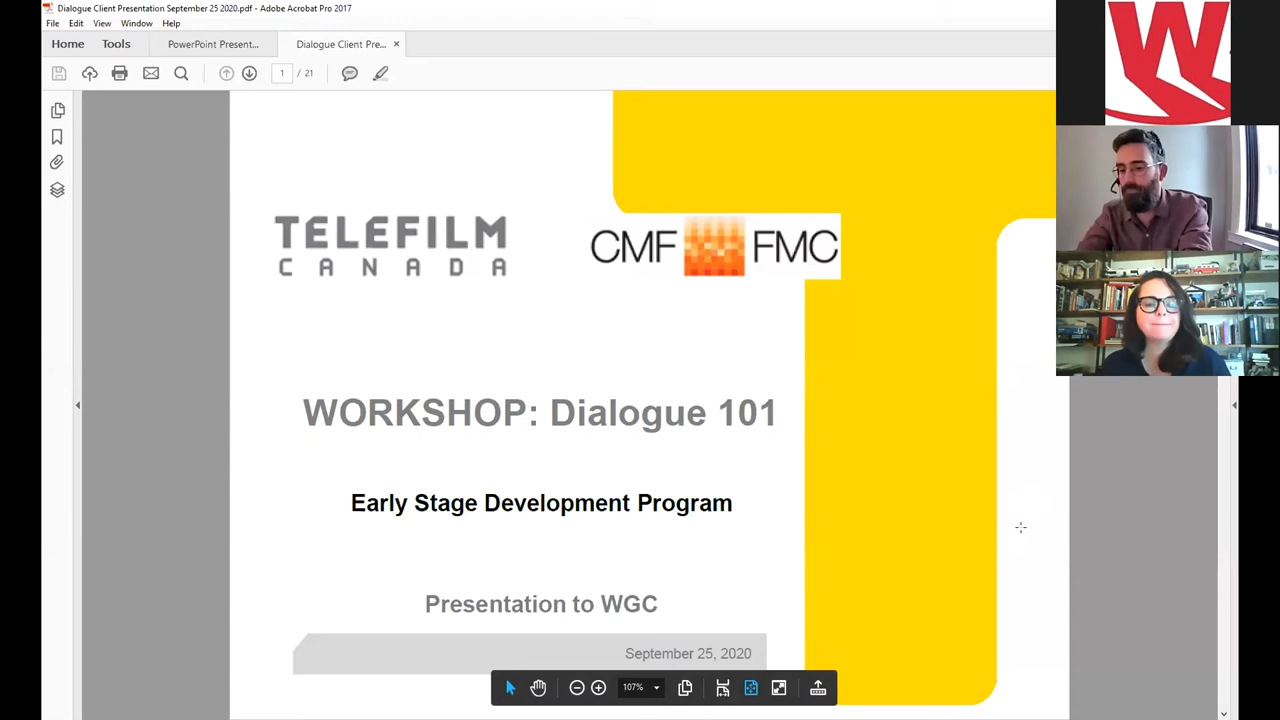 Dialogue Client Presentation September 25 2020.pdf - Adobe Acrobat Pro 2017
File Edit View Window Help
Home Tools PowerPoint Present... Dialogue Client Pre... ×
1 / 21
TELEFILM
CANADA
CMF FMC
WORKSHOP: Dialogue 101
Early Stage Development Program
Presentation to WGC
September 25, 2020
107%